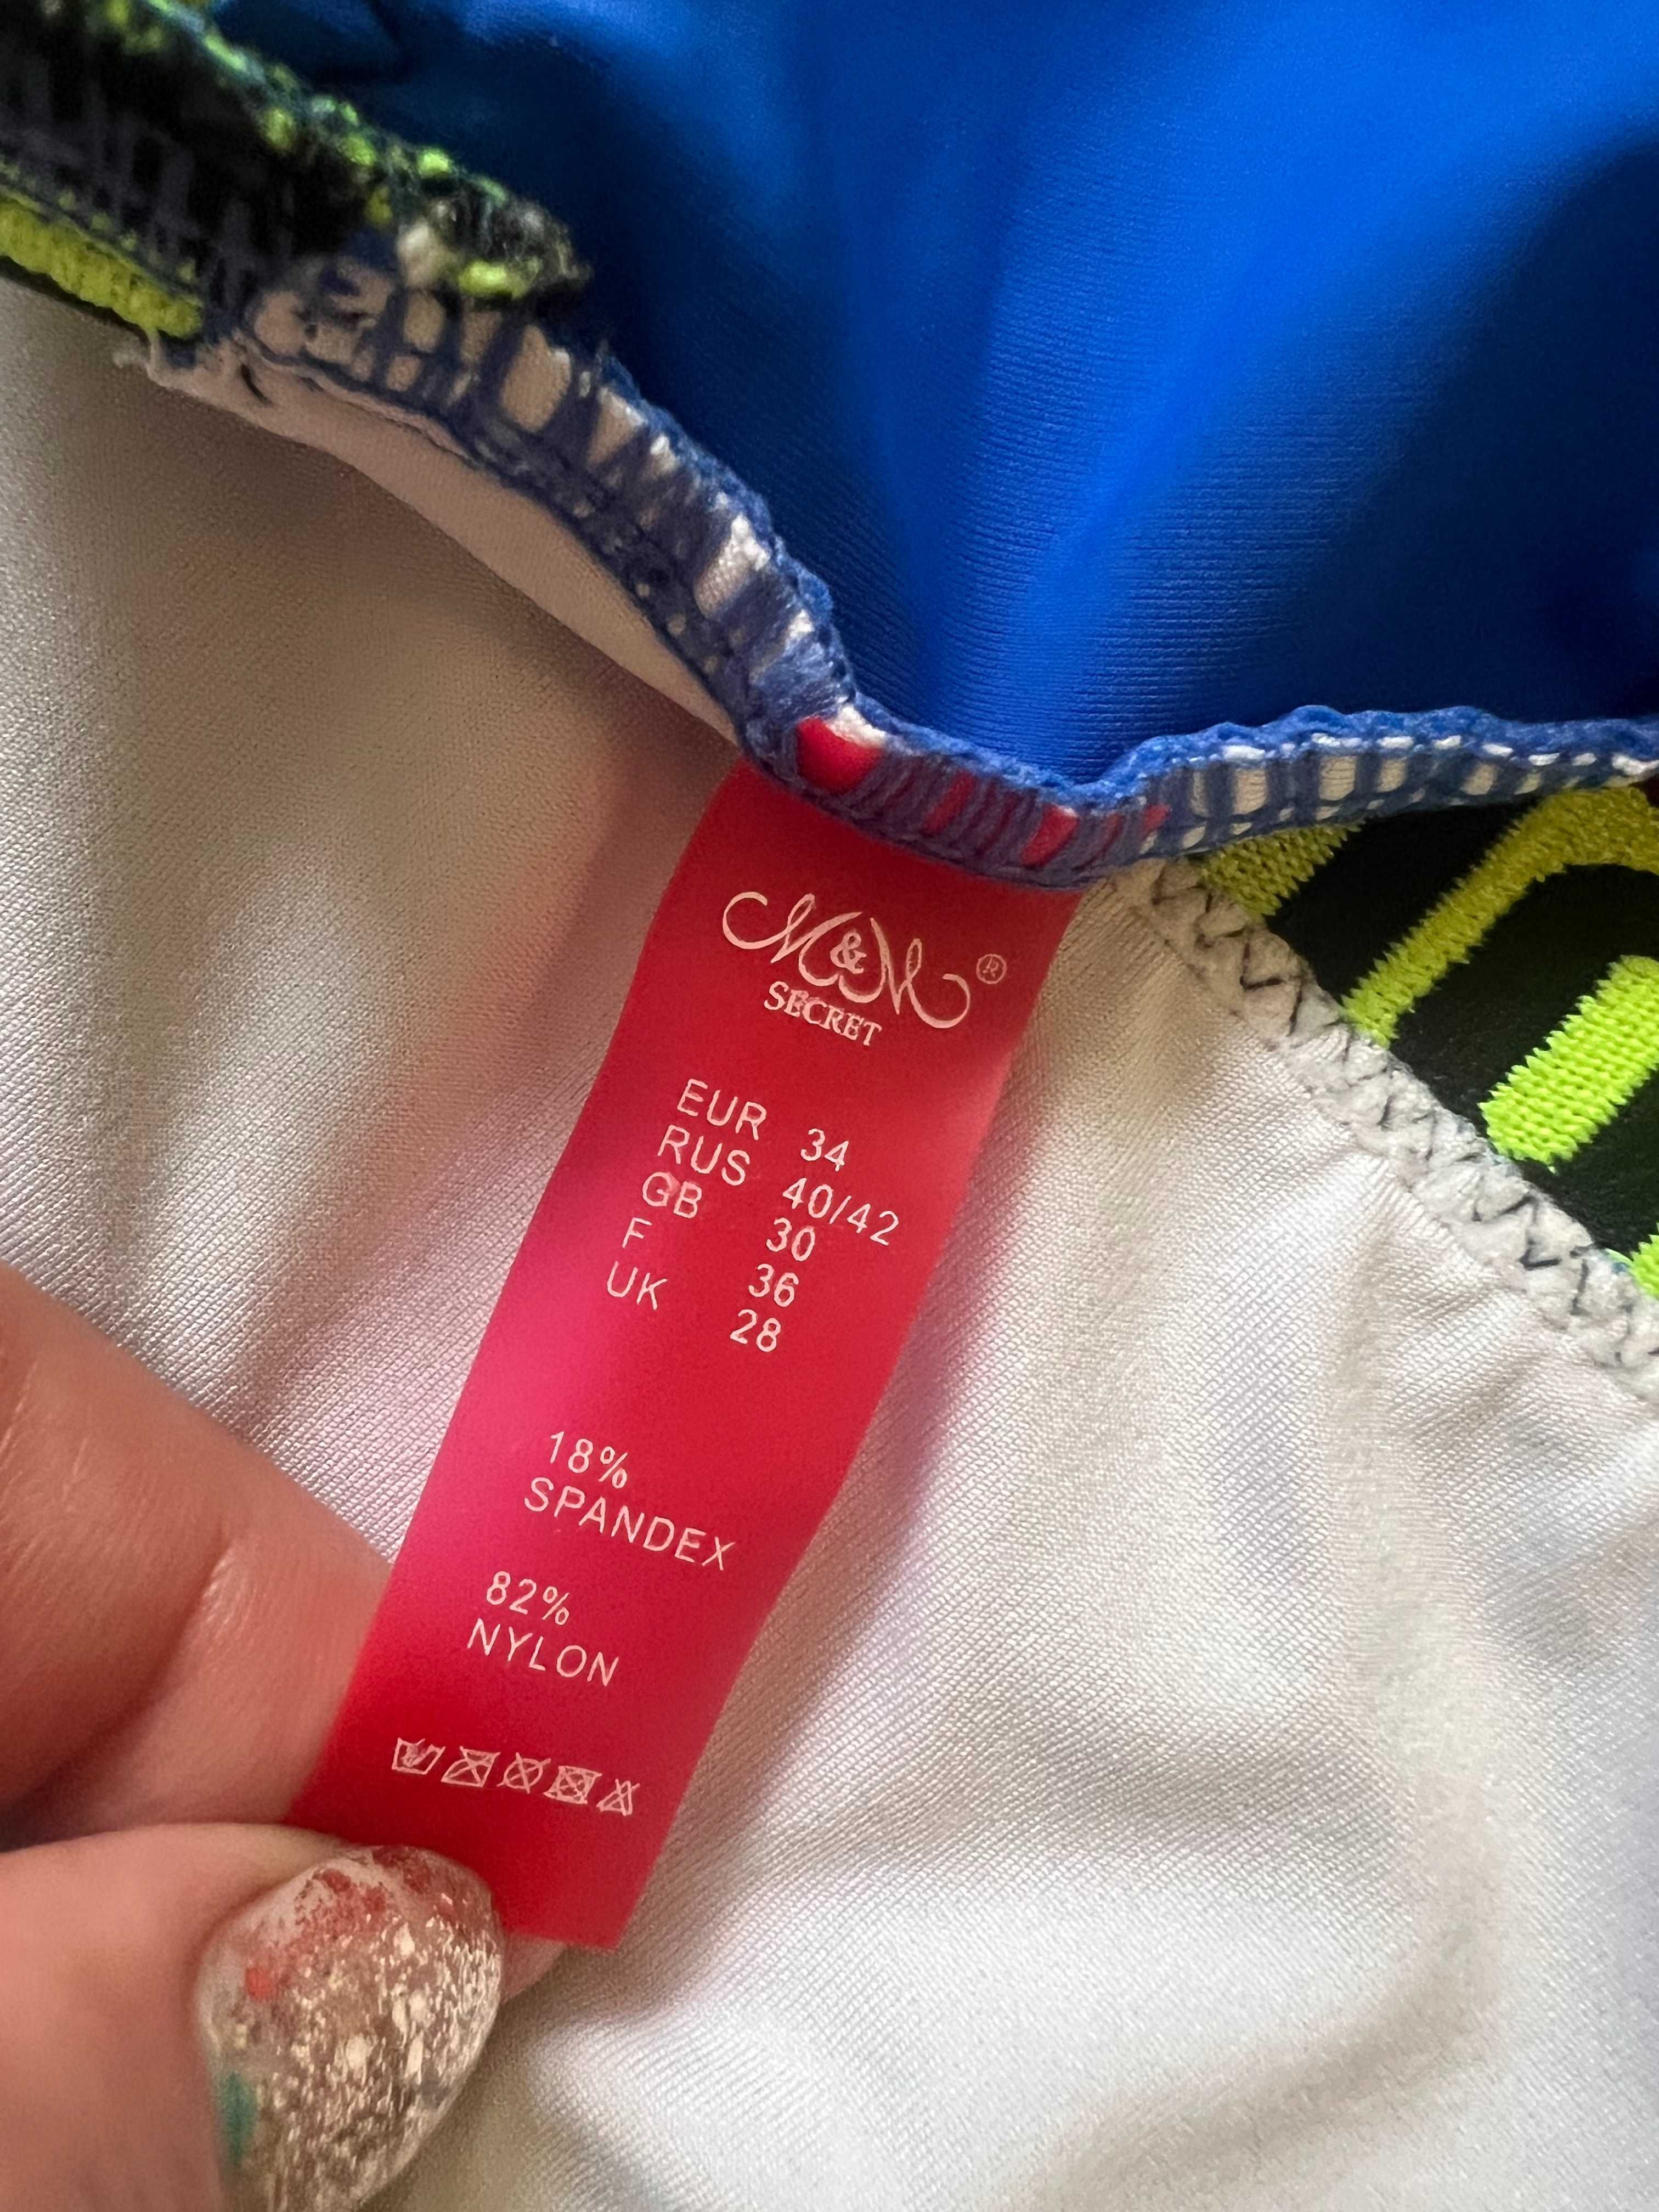 M&M®
SECRET
EUR 34
RUS 40/42
GB 30
F 36
UK 28
18%
SPANDEX
82%
NYLON